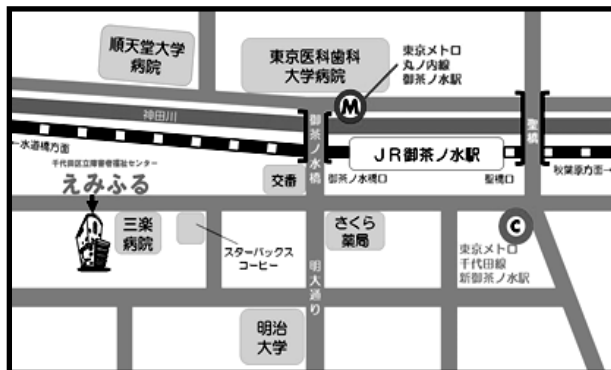 順天堂大学
病院
東京医科歯科
大学病院
東京メトロ
丸ノ内線
御茶ノ水駅
M
神田川
御茶ノ水橋
聖橋
←水道橋方面
JR御茶ノ水駅
御茶ノ水橋口
聖橋口
秋葉原方面→
千代田区立障害者福祉センター
えみふる
交番
三楽
病院
スターバックス
コーヒー
さくら
薬局
C
東京メトロ
千代田線
新御茶ノ水駅
明大通り
明治
大学